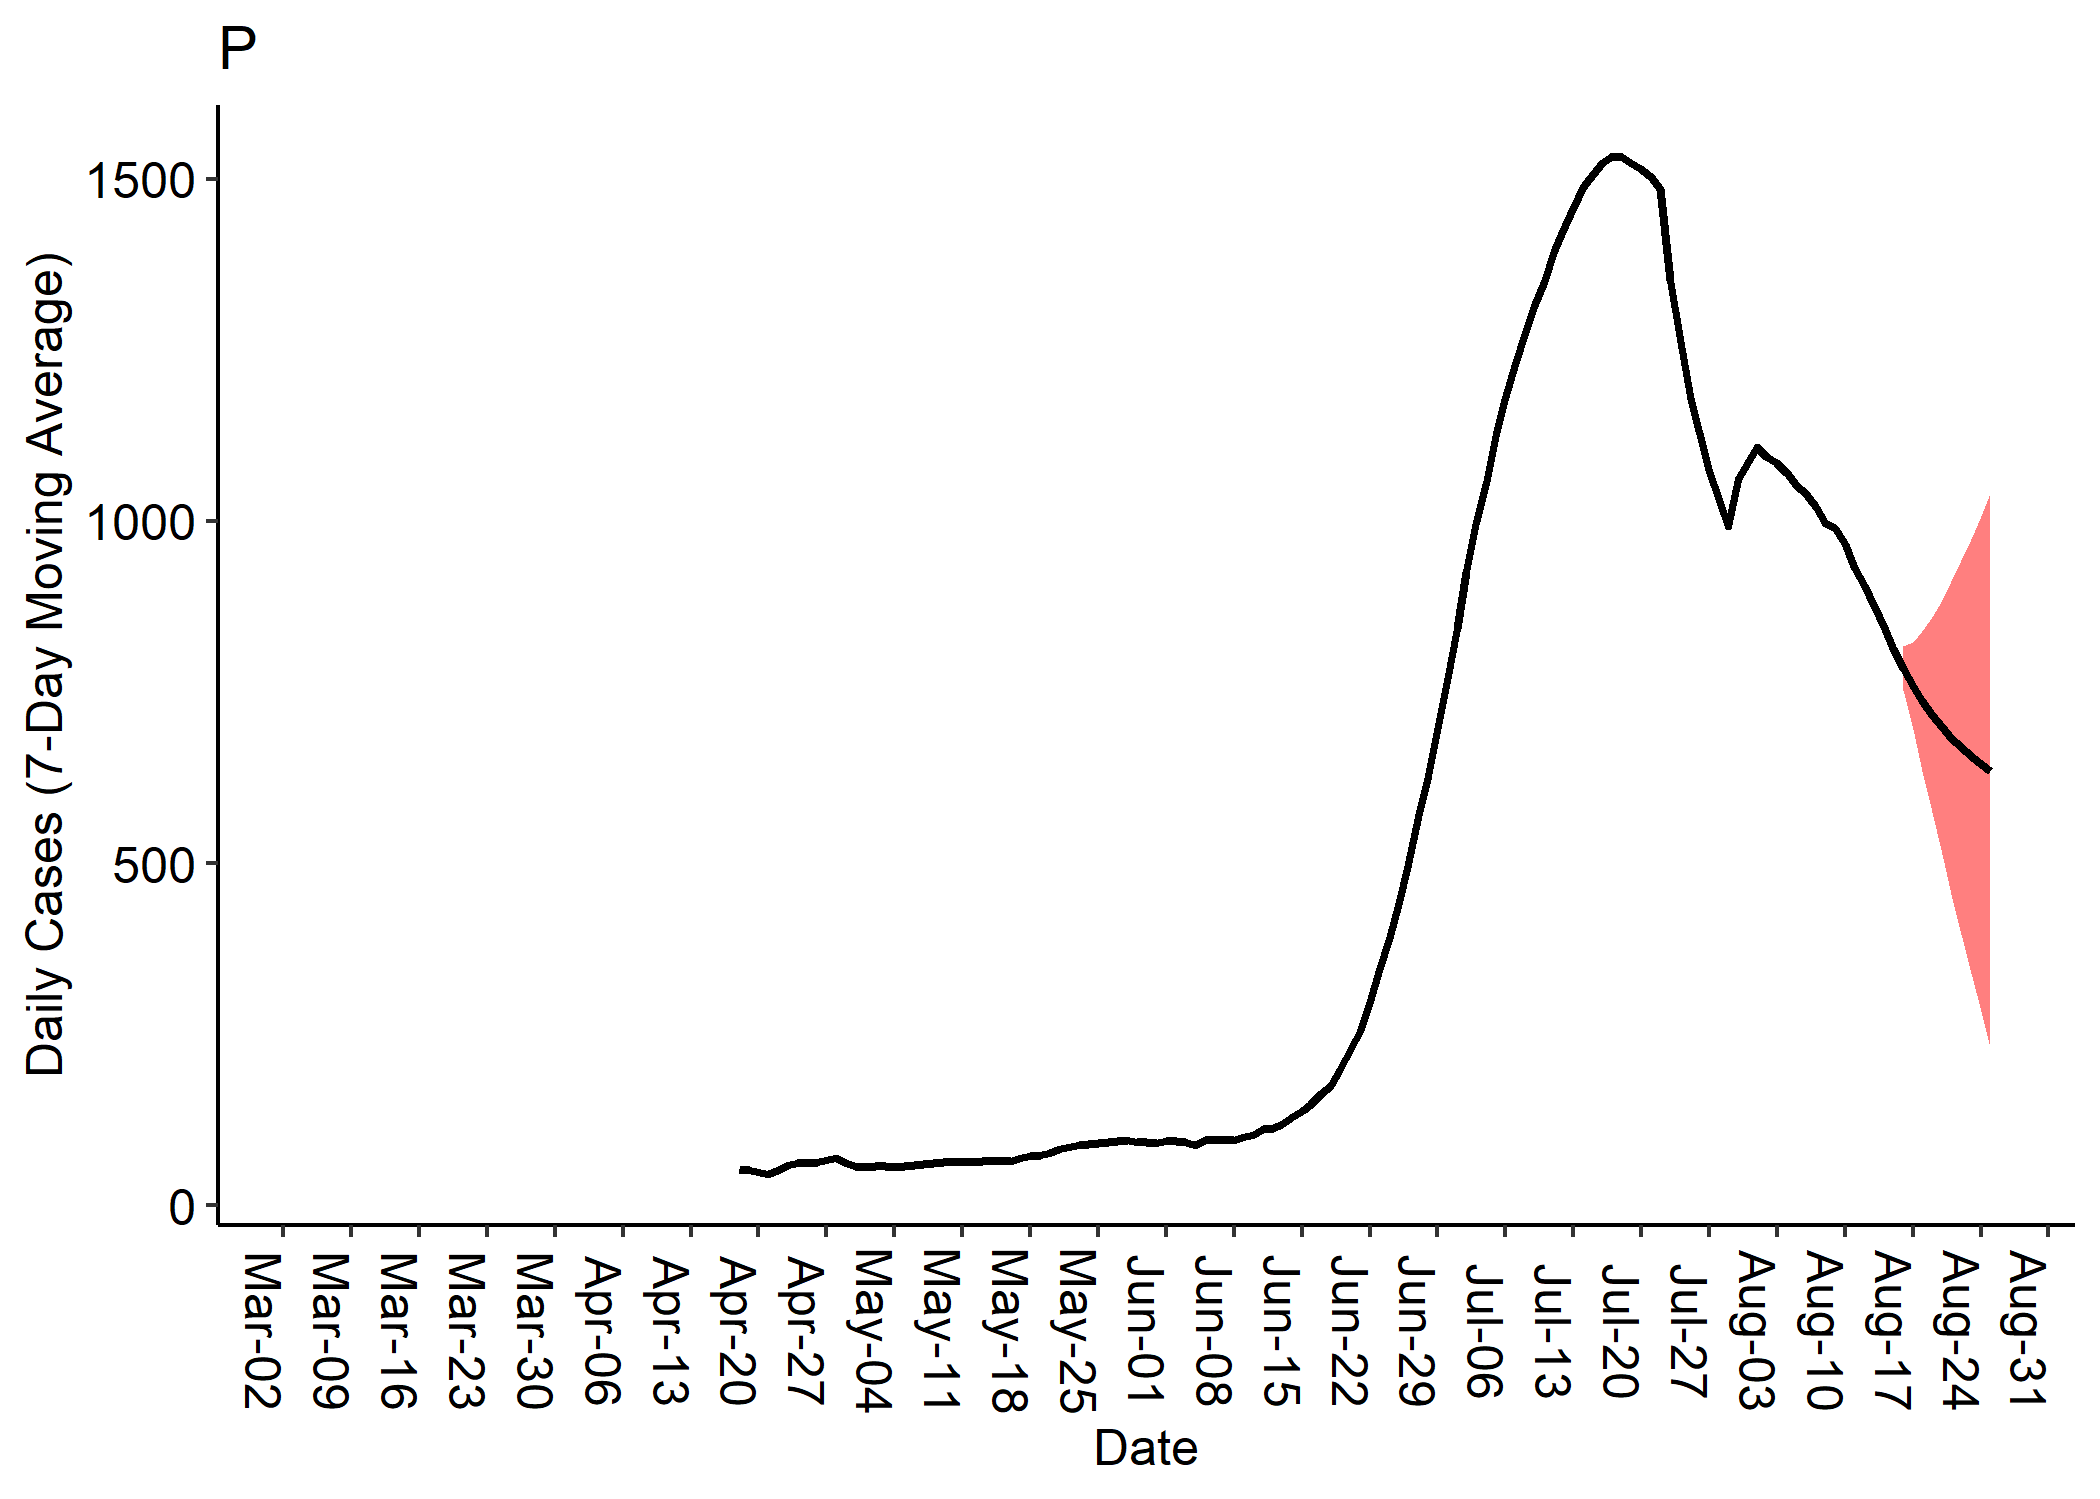 P
Daily Cases (7-Day Moving Average)
1500
1000
500
0
Mar-02
Mar-09
Mar-16
Mar-23
Mar-30
Apr-06
Apr-13
Apr-20
Apr-27
May-04
May-11
May-18
May-25
Jun-01
Jun-08
Jun-15
Jun-22
Jun-29
Jul-06
Jul-13
Jul-20
Jul-27
Aug-03
Aug-10
Aug-17
Aug-24
Aug-31
Date